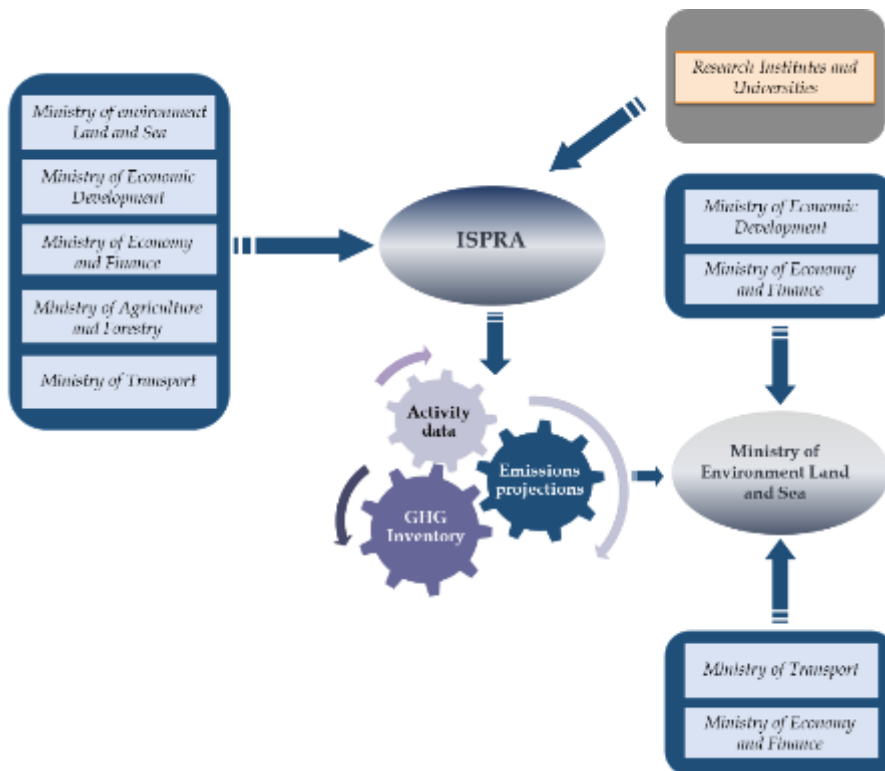 Research Institutes and
Universities
Ministry of environment
Land and Sea
Ministry of Economic
Development
Ministry of Economy
and Finance
Ministry of Agriculture
and Forestry
Ministry of Transport
ISPRA
Ministry of Economic
Development
Ministry of Economy
and Finance
Activity
data
Emissions
projections
GHG
Inventory
Ministry of
Environment Land
and Sea
Ministry of Transport
Ministry of Economy
and Finance